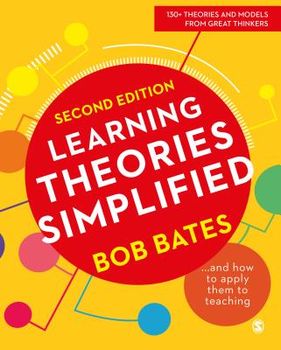 130+ THEORIES AND MODELS
FROM GREAT THINKERS
SECOND EDITION
LEARNING
THEORIES
SIMPLIFIED
BOB BATES
...and how
to apply
them to
teaching
SAGE